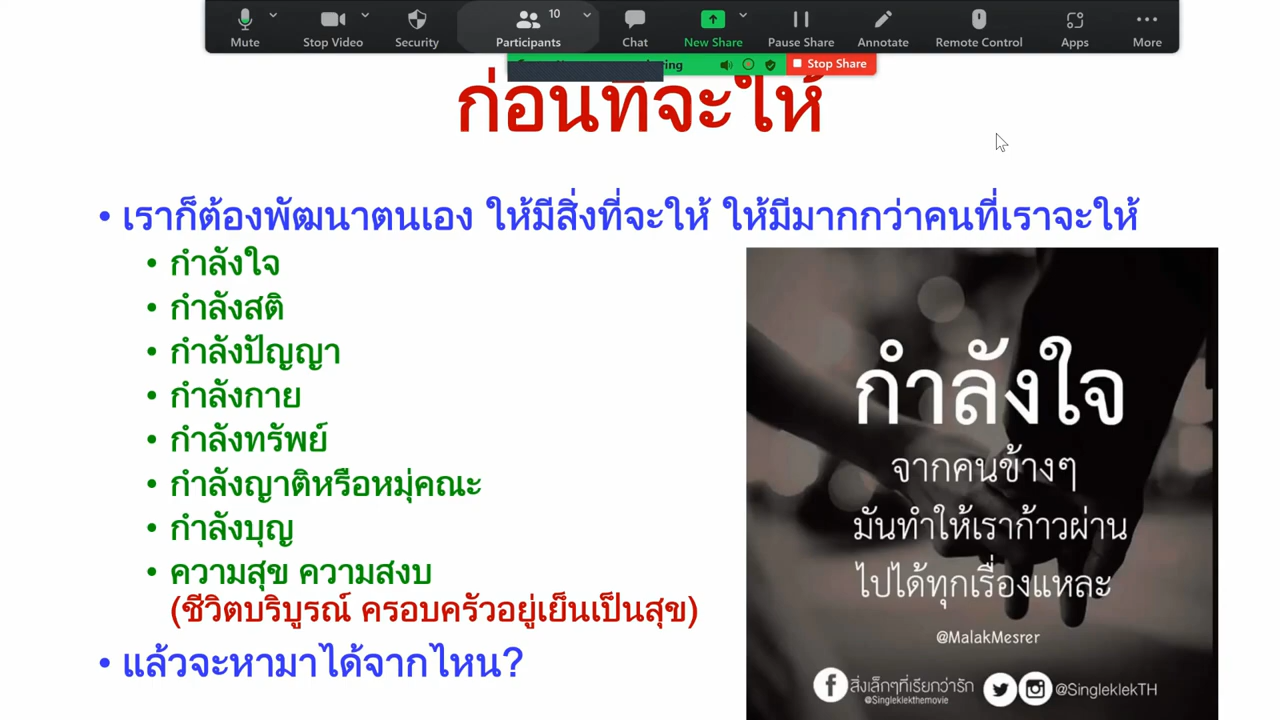 Mute
Stop Video
Security
Participants
10
Chat
New Share
Pause Share
Annotate
Remote Control
Apps
More
Stop Share
ก่อนที่จะให้
• เราก็ต้องพัฒนาตนเอง ให้มีสิ่งที่จะให้ ให้มีมากกว่าคนที่เราจะให้
• กำลังใจ
• กำลังสติ
• กำลังปัญญา
• กำลังกาย
• กำลังทรัพย์
• กำลังญาติหรือหมู่คณะ
• กำลังบุญ
• ความสุข ความสงบ
(ชีวิตบริบูรณ์ ครอบครัวอยู่เย็นเป็นสุข)
• แล้วจะหามาได้จากไหน?
กำลังใจ
จากคนข้างๆ
มันทำให้เราก้าวผ่าน
ไปได้ทุกเรื่องแหละ
@MalakMesrer
สิ่งเล็กๆที่เรียกว่ารัก
@Singleklekthemovie
@SingleklekTH